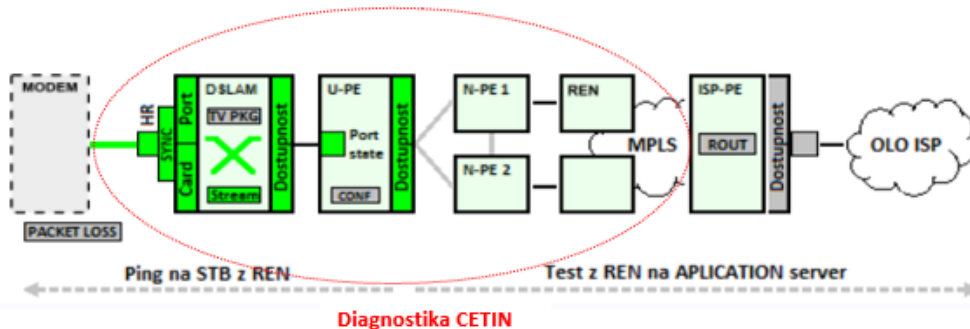 MODEM
PACKET LOSS
HR
SYNC
Port
Card
DSLAM
TV PKG
Stream
Dostupnost
U-PE
Port
state
CONF
Dostupnost
N-PE 1
N-PE 2
REN
MPLS
ISP-PE
ROUT
Dostupnost
OLO ISP
Ping na STB z REN
Test z REN na APLICATION server
Diagnostika CETIN